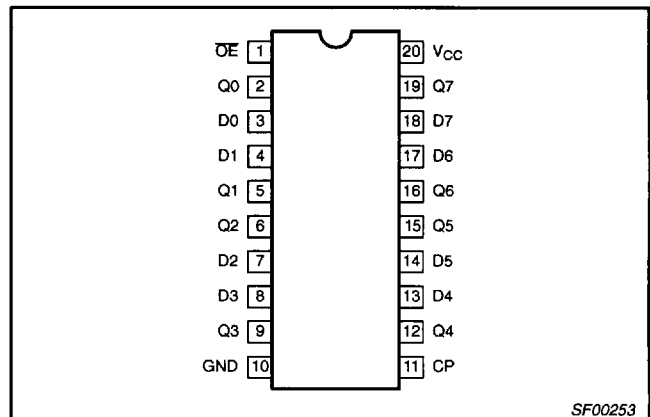 O̅E̅ 1 20 VCC
Q0 2 19 Q7
D0 3 18 D7
D1 4 17 D6
Q1 5 16 Q6
Q2 6 15 Q5
D2 7 14 D5
D3 8 13 D4
Q3 9 12 Q4
GND 10 11 CP
SF00253